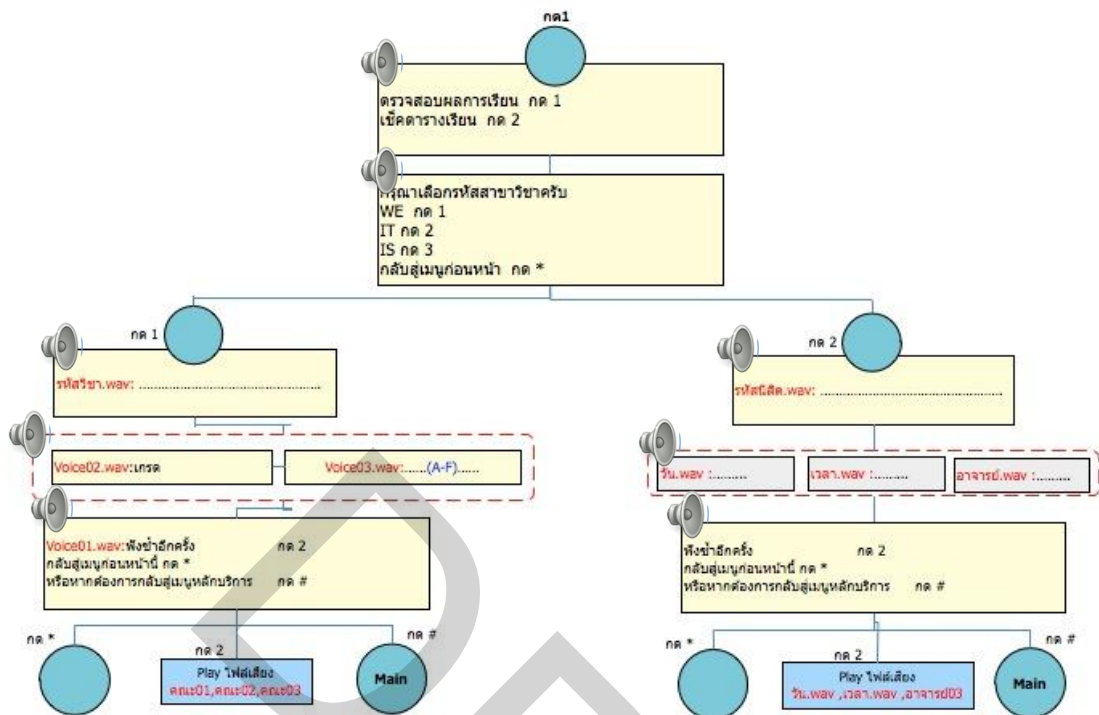 กด1
ตรวจสอบผลการเรียน กด 1
เช็คตารางเรียน กด 2
กรุณาเลือกรหัสสาขาวิชาครับ
WE กด 1
IT กด 2
IS กด 3
กลับสู่เมนูก่อนหน้า กด *
กด 1
รหัสวิชา.wav: ....................................................
Voice02.wav:เกรด
Voice03.wav:......(A-F)......
Voice01.wav:ฟังซ้ำอีกครั้ง กด 2
กลับสู่เมนูก่อนหน้านี้ กด *
หรือหากต้องการกลับสู่เมนูหลักบริการ กด #
กด *
กด 2
กด #
Play ไฟล์เสียง
คณะ01,คณะ02,คณะ03
Main
กด 2
รหัสนิสิต.wav: ....................................................
วัน.wav :..........
เวลา.wav :..........
อาจารย์.wav :..........
ฟังซ้ำอีกครั้ง กด 2
กลับสู่เมนูก่อนหน้านี้ กด *
หรือหากต้องการกลับสู่เมนูหลักบริการ กด #
กด *
กด 2
กด #
Play ไฟล์เสียง
วัน.wav ,เวลา.wav ,อาจารย์03
Main